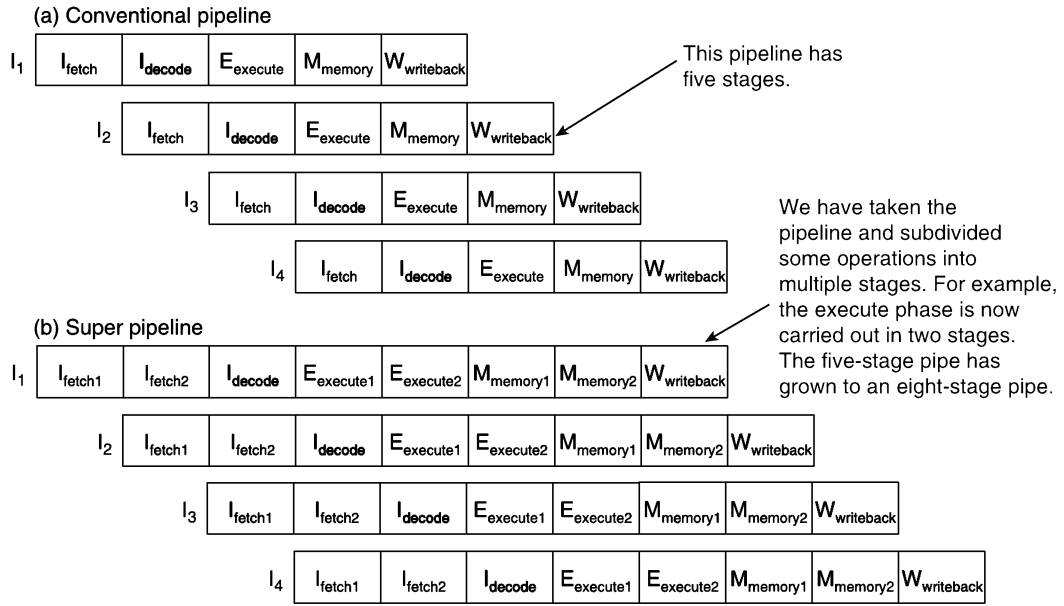 (a) Conventional pipeline
I1 Ifetch Idecode Eexecute Mmemory Wwriteback
This pipeline has
five stages.
I2 Ifetch Idecode Eexecute Mmemory Wwriteback
I3 Ifetch Idecode Eexecute Mmemory Wwriteback
I4 Ifetch Idecode Eexecute Mmemory Wwriteback
We have taken the
pipeline and subdivided
some operations into
multiple stages. For example,
the execute phase is now
carried out in two stages.
The five-stage pipe has
grown to an eight-stage pipe.
(b) Super pipeline
I1 Ifetch1 Ifetch2 Idecode Eexecute1 Eexecute2 Mmemory1 Mmemory2 Wwriteback
I2 Ifetch1 Ifetch2 Idecode Eexecute1 Eexecute2 Mmemory1 Mmemory2 Wwriteback
I3 Ifetch1 Ifetch2 Idecode Eexecute1 Eexecute2 Mmemory1 Mmemory2 Wwriteback
I4 Ifetch1 Ifetch2 Idecode Eexecute1 Eexecute2 Mmemory1 Mmemory2 Wwriteback